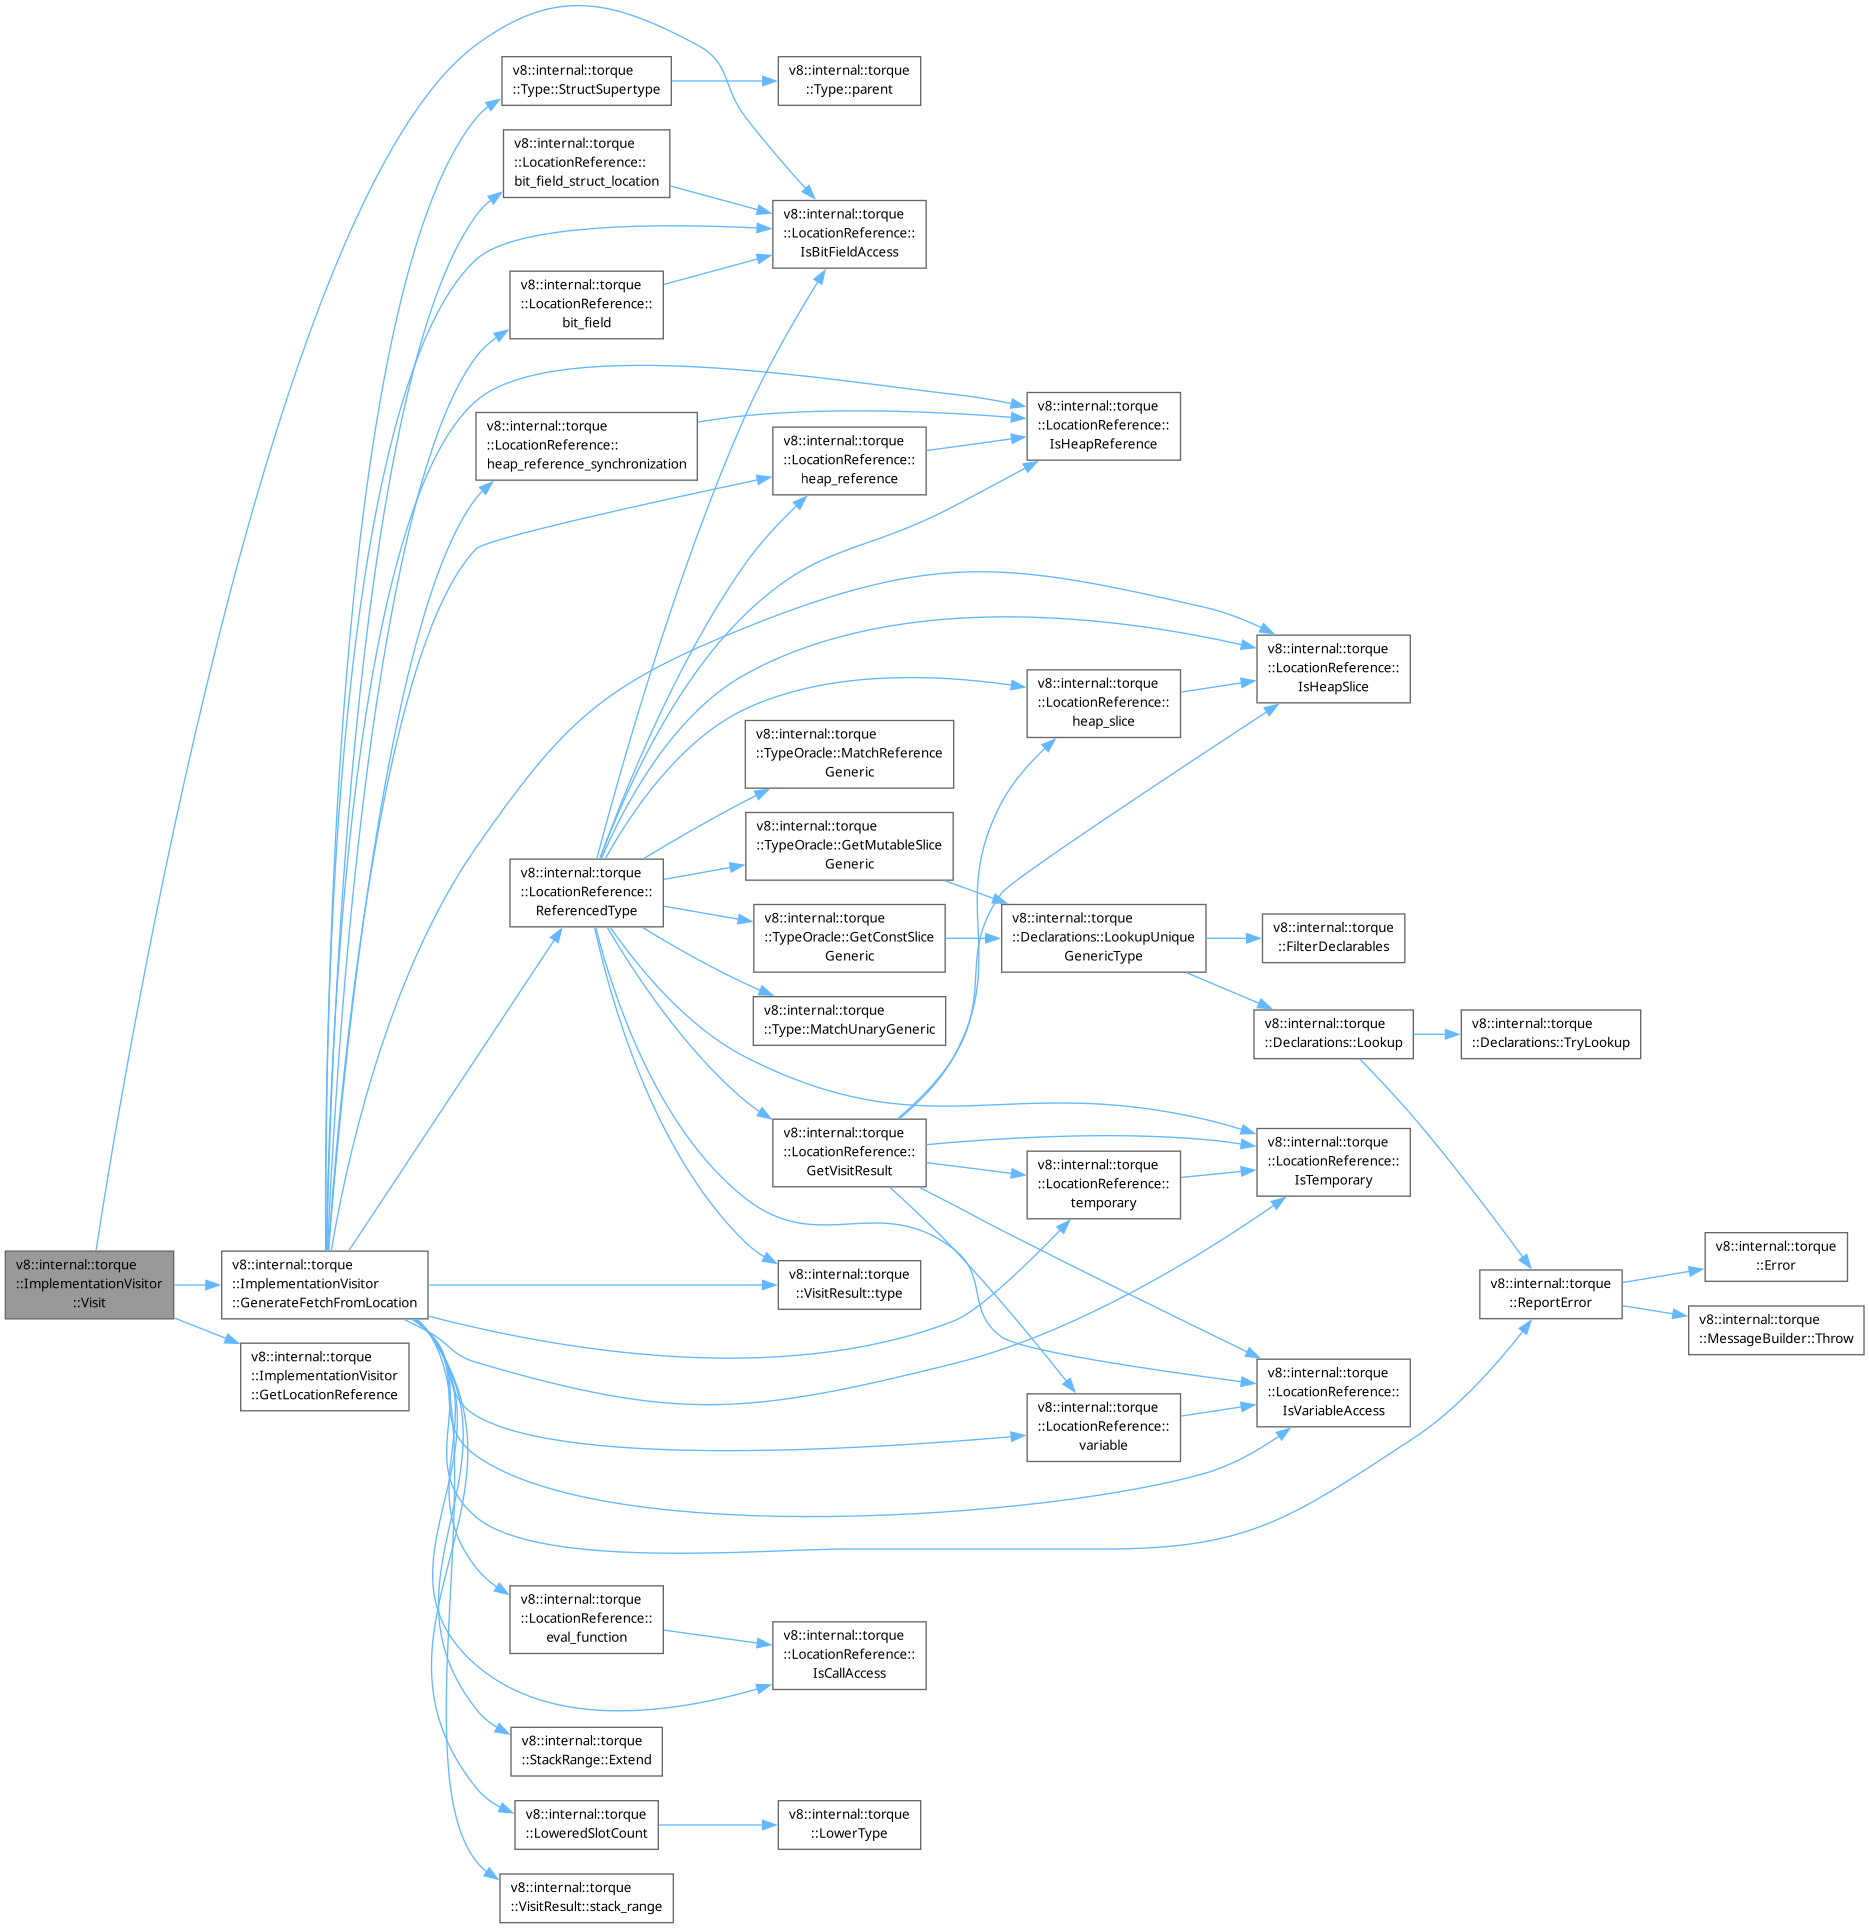 v8::internal::torque
::Type::StructSupertype
v8::internal::torque
::Type::parent
v8::internal::torque
::LocationReference::
bit_field_struct_location
v8::internal::torque
::LocationReference::
IsBitFieldAccess
v8::internal::torque
::LocationReference::
bit_field
v8::internal::torque
::LocationReference::
IsHeapReference
v8::internal::torque
::LocationReference::
heap_reference_synchronization
v8::internal::torque
::LocationReference::
heap_reference
v8::internal::torque
::LocationReference::
IsHeapSlice
v8::internal::torque
::LocationReference::
heap_slice
v8::internal::torque
::TypeOracle::MatchReference
Generic
v8::internal::torque
::TypeOracle::GetMutableSlice
Generic
v8::internal::torque
::LocationReference::
ReferencedType
v8::internal::torque
::TypeOracle::GetConstSlice
Generic
v8::internal::torque
::Declarations::LookupUnique
GenericType
v8::internal::torque
::FilterDeclarables
v8::internal::torque
::Type::MatchUnaryGeneric
v8::internal::torque
::Declarations::Lookup
v8::internal::torque
::Declarations::TryLookup
v8::internal::torque
::LocationReference::
GetVisitResult
v8::internal::torque
::LocationReference::
IsTemporary
v8::internal::torque
::LocationReference::
temporary
v8::internal::torque
::Error
v8::internal::torque
::ImplementationVisitor
::Visit
v8::internal::torque
::ImplementationVisitor
::GenerateFetchFromLocation
v8::internal::torque
::VisitResult::type
v8::internal::torque
::ReportError
v8::internal::torque
::MessageBuilder::Throw
v8::internal::torque
::ImplementationVisitor
::GetLocationReference
v8::internal::torque
::LocationReference::
IsVariableAccess
v8::internal::torque
::LocationReference::
variable
v8::internal::torque
::LocationReference::
eval_function
v8::internal::torque
::LocationReference::
IsCallAccess
v8::internal::torque
::StackRange::Extend
v8::internal::torque
::LoweredSlotCount
v8::internal::torque
::LowerType
v8::internal::torque
::VisitResult::stack_range